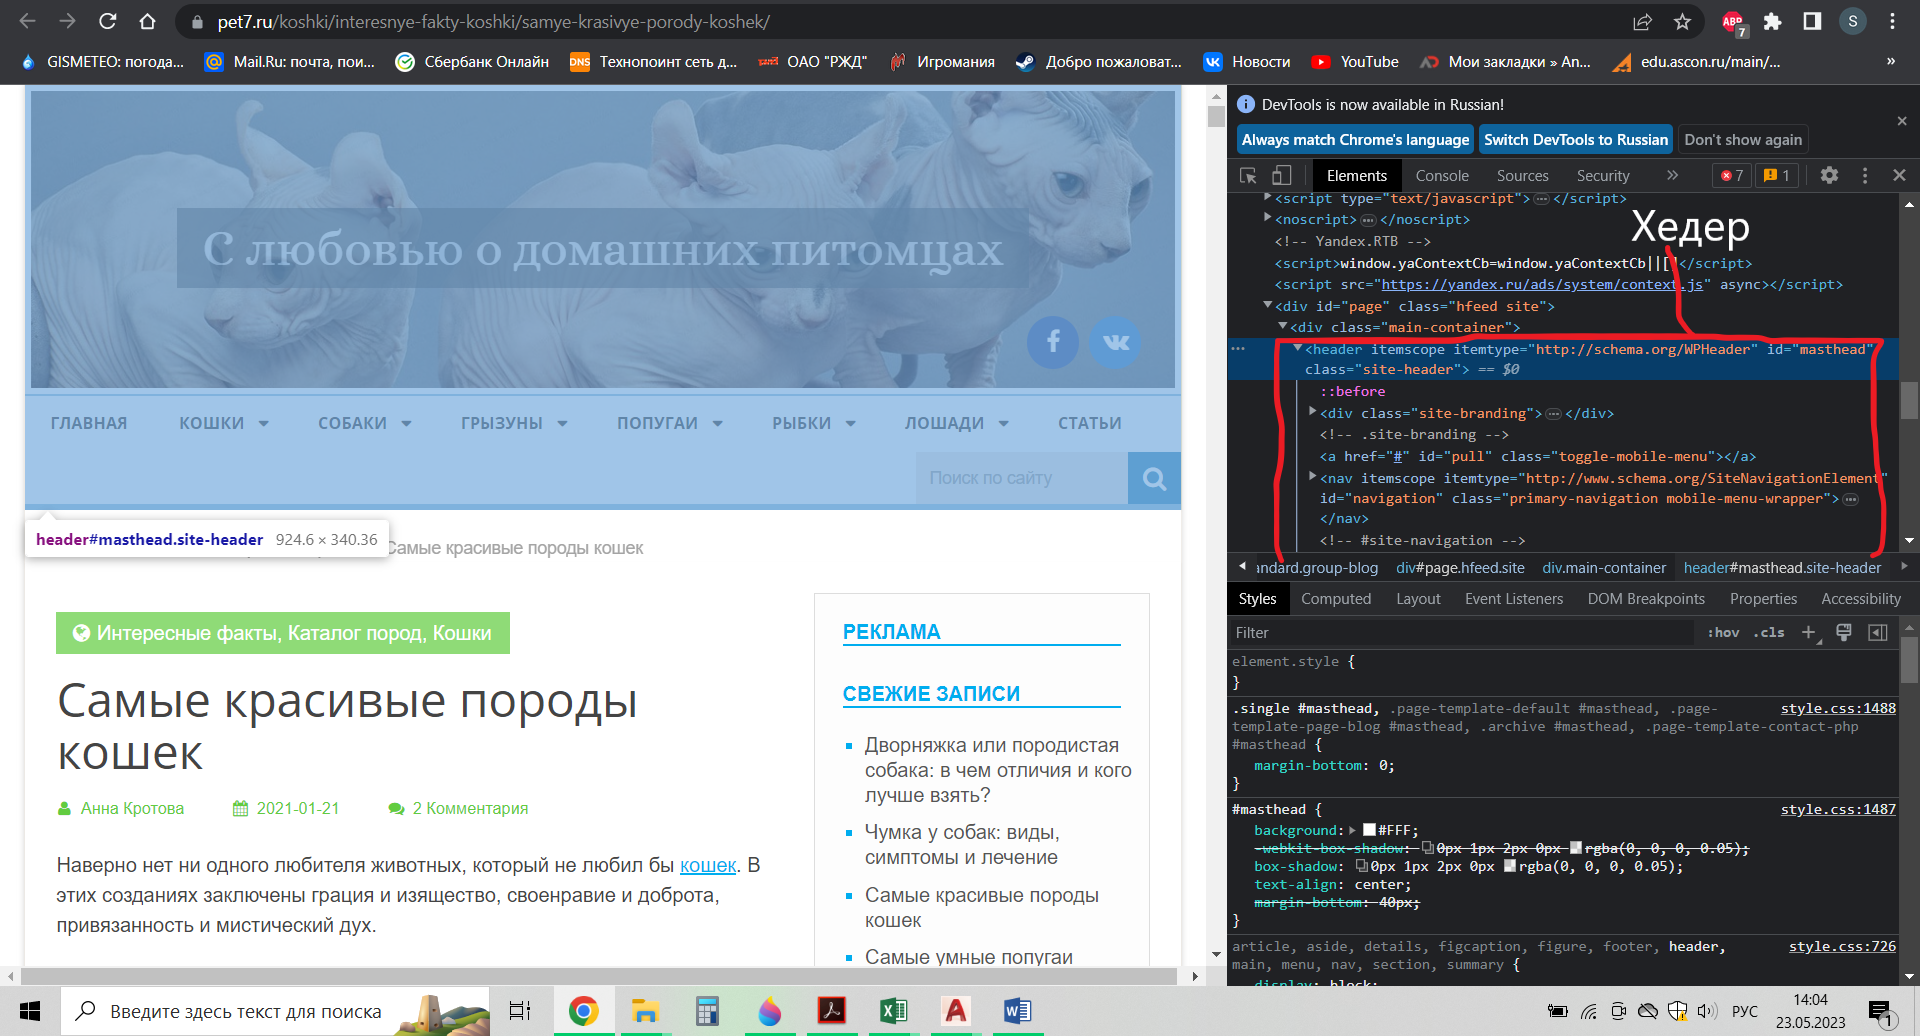 pet7.ru/koshki/interesnye-fakty-koshki/samye-krasivye-porody-koshek/
ABP
7
S
GISMETEO: погода...
@
Mail.Ru: почта, пои...
Сбербанк Онлайн
DNS
Технопоинт сеть д...
ржд
ОАО "РЖД"
Игромания
Добро пожаловат...
Новости
YouTube
Мои закладки » An...
edu.ascon.ru/main/...
»
С любовью о домашних питомцах
ГЛАВНАЯ
КОШКИ
СОБАКИ
ГРЫЗУНЫ
ПОПУГАИ
РЫБКИ
ЛОШАДИ
СТАТЬИ
Поиск по сайту
header#masthead.site-header 924.6 × 340.36
Самые красивые породы кошек
Интересные факты, Каталог пород, Кошки
Самые красивые породы
кошек
Анна Кротова
2021-01-21
2 Комментария
Наверно нет ни одного любителя животных, который не любил бы кошек. В
этих созданиях заключены грация и изящество, своенравие и доброта,
привязанность и мистический дух.
РЕКЛАМА
СВЕЖИЕ ЗАПИСИ
Дворняжка или породистая
собака: в чем отличия и кого
лучше взять?
Чумка у собак: виды,
симптомы и лечение
Самые красивые породы
кошек
Самые умные попугаи
DevTools is now available in Russian!
Always match Chrome's language
Switch DevTools to Russian
Don't show again
Elements
Console
Sources
Security
»
7
1
<script type="text/javascript">…</script>
<noscript>…</noscript>
Хедер
<!-- Yandex.RTB -->
<script>window.yaContextCb=window.yaContextCb||[]</script>
<script src="https://yandex.ru/ads/system/context.js" async></script>
<div id="page" class="hfeed site">
<div class="main-container">
<header itemscope itemtype="http://schema.org/WPHeader" id="masthead"
class="site-header"> == $0
::before
<div class="site-branding">…</div>
<!-- .site-branding -->
<a href="#" id="pull" class="toggle-mobile-menu"></a>
<nav itemscope itemtype="http://www.schema.org/SiteNavigationElement"
id="navigation" class="primary-navigation mobile-menu-wrapper">…
</nav>
<!-- #site-navigation -->
andard.group-blog
div#page.hfeed.site
div.main-container
header#masthead.site-header
Styles
Computed
Layout
Event Listeners
DOM Breakpoints
Properties
Accessibility
Filter
:hov
.cls
element.style {
}
.single #masthead, .page-template-default #masthead, .page- style.css:1488
template-page-blog #masthead, .archive #masthead, .page-template-contact-php
#masthead {
margin-bottom: 0;
}
#masthead { style.css:1487
background: #FFF;
-webkit-box-shadow: 0px 1px 2px 0px rgba(0, 0, 0, 0.05);
box-shadow: 0px 1px 2px 0px rgba(0, 0, 0, 0.05);
text-align: center;
margin-bottom: 40px;
}
article, aside, details, figcaption, figure, footer, header, style.css:726
main, menu, nav, section, summary {
display: block;
Введите здесь текст для поиска
РУС
14:04
23.05.2023
1